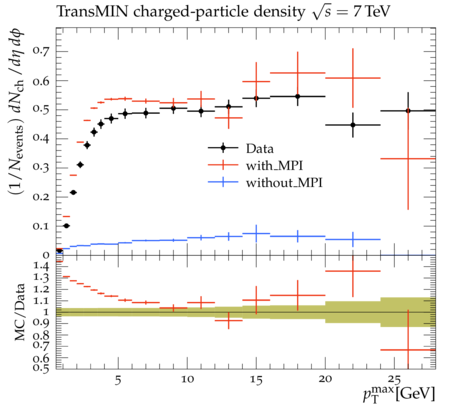 TransMIN charged-particle density √s = 7 TeV
(1/N_events) dN_ch/dη dϕ
0.7
0.6
0.5
0.4
0.3
0.2
0.1
0
Data
with_MPI
without_MPI
MC/Data
1.4
1.3
1.2
1.1
1
0.9
0.8
0.7
0.6
0.5
5 10 15 20 25
p_T^max[GeV]